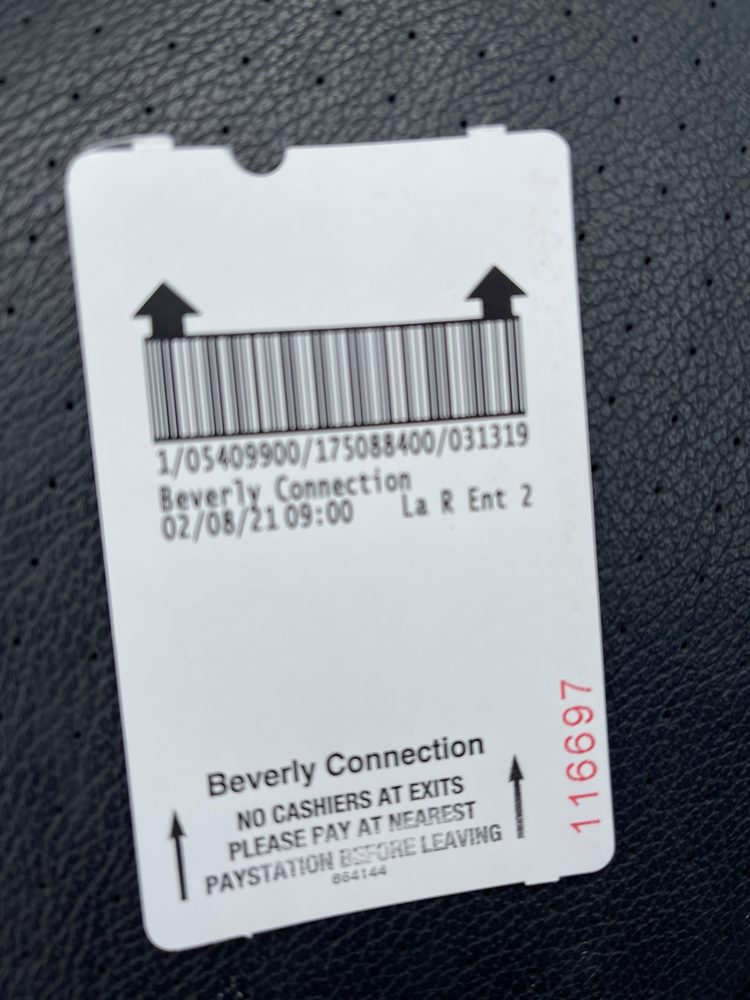 1/05409900/175088400/031319
Beverly Connection
02/08/21 09:00 La R Ent 2
Beverly Connection
NO CASHIERS AT EXITS
PLEASE PAY AT NEAREST
PAYSTATION BEFORE LEAVING
864144
116697